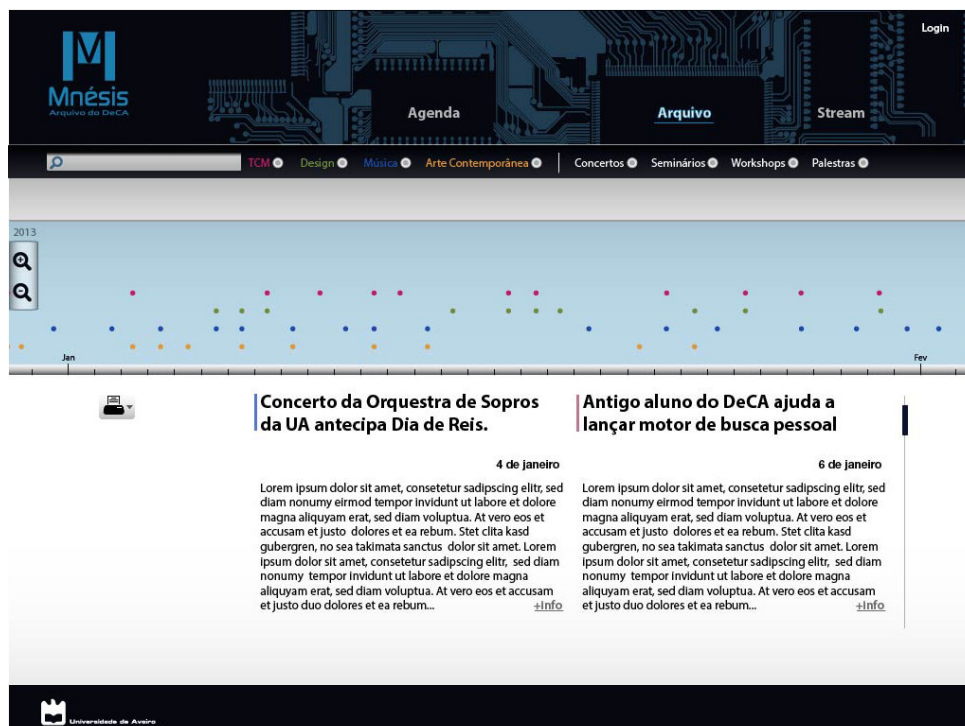 Login
Mnésis
Arquivo do DeCA
Agenda Arquivo Stream
TCM Design Música Arte Contemporânea Concertos Seminários Workshops Palestras
2013
Jan Fev
Concerto da Orquestra de Sopros
da UA antecipa Dia de Reis.
4 de janeiro
Lorem ipsum dolor sit amet, consetetur sadipscing elitr, sed
diam nonumy eirmod tempor invidunt ut labore et dolore
magna aliquyam erat, sed diam voluptua. At vero eos et
accusam et justo dolores et ea rebum. Stet clita kasd
gubergren, no sea takimata sanctus dolor sit amet. Lorem
ipsum dolor sit amet, consetetur sadipscing elitr, sed diam
nonumy tempor invidunt ut labore et dolore magna
aliquyam erat, sed diam voluptua. At vero eos et accusam
et justo duo dolores et ea rebum... +Info
Antigo aluno do DeCA ajuda a
lançar motor de busca pessoal
6 de janeiro
Lorem ipsum dolor sit amet, consetetur sadipscing elitr, sed
diam nonumy eirmod tempor invidunt ut labore et dolore
magna aliquyam erat, sed diam voluptua. At vero eos et
accusam et justo dolores et ea rebum. Stet clita kasd
gubergren, no sea takimata sanctus dolor sit amet. Lorem
ipsum dolor sit amet, consetetur sadipscing elitr, sed diam
nonumy tempor invidunt ut labore et dolore magna
aliquyam erat, sed diam voluptua. At vero eos et accusam
et justo duo dolores et ea rebum... +Info
Universidade de Aveiro